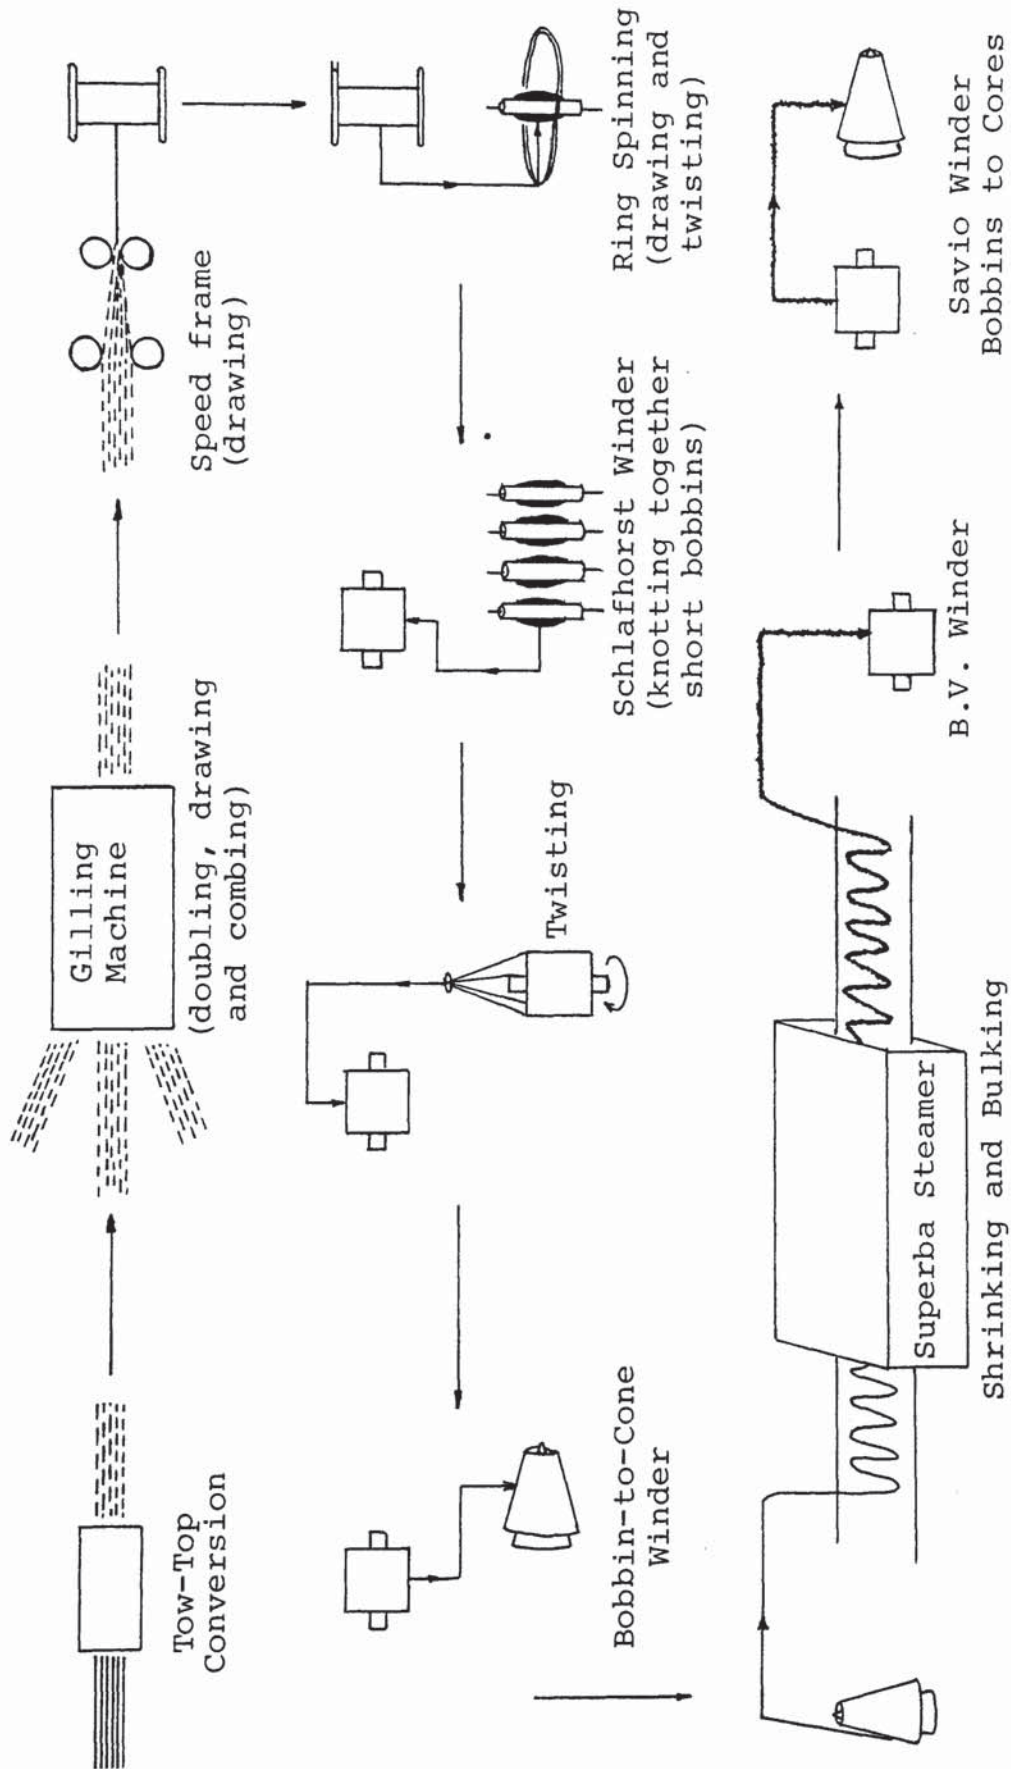 Tow-Top
Conversion
Gilling
Machine
(doubling, drawing
and combing)
Speed frame
(drawing)
Ring Spinning
(drawing and
twisting)
Schlafhorst Winder
(knotting together
short bobbins)
Twisting
Bobbin-to-Cone
Winder
Superba Steamer
Shrinking and Bulking
B.V. Winder
Savio Winder
Bobbins to Cores